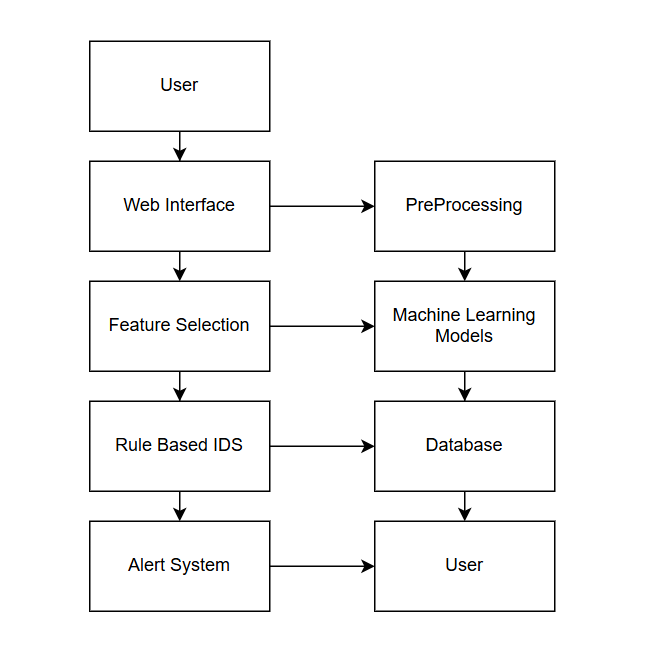 User
Web Interface
PreProcessing
Feature Selection
Machine Learning
Models
Rule Based IDS
Database
Alert System
User